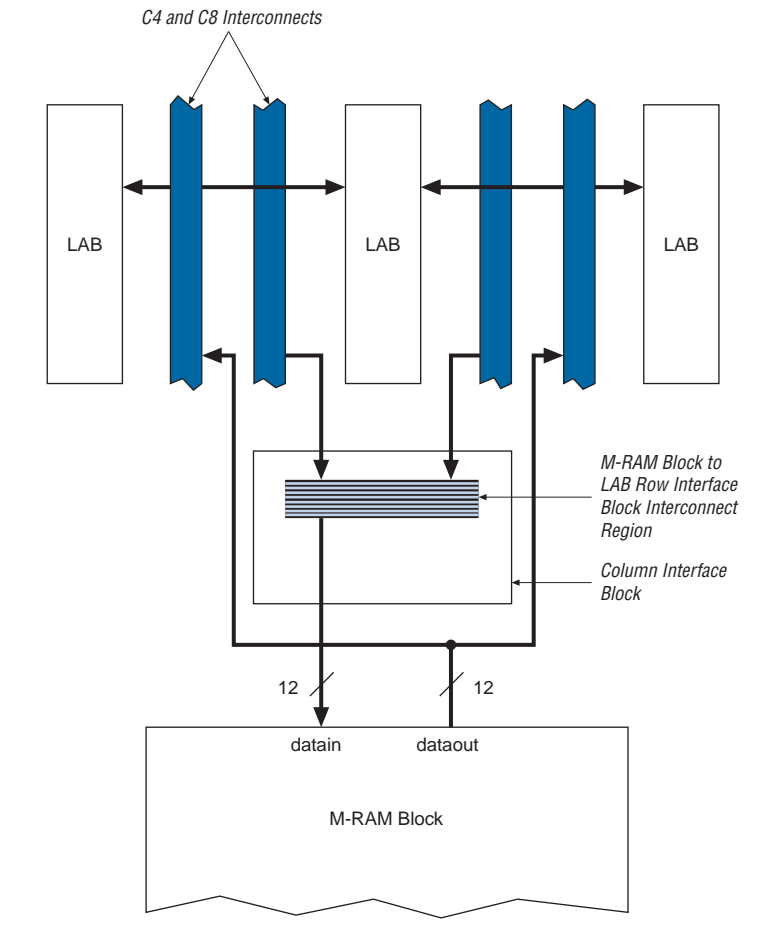 C4 and C8 Interconnects
LAB
LAB
LAB
M-RAM Block to
LAB Row Interface
Block Interconnect
Region
Column Interface
Block
12
12
datain
dataout
M-RAM Block